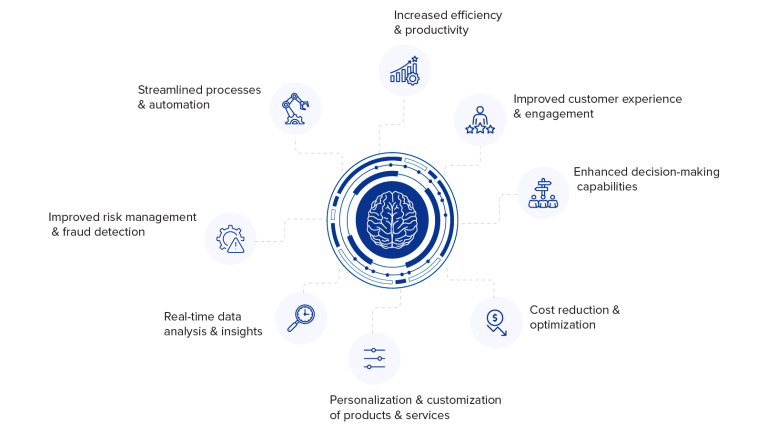 Increased efficiency
& productivity
Streamlined processes
& automation
Improved customer experience
& engagement
Enhanced decision-making
capabilities
Improved risk management
& fraud detection
Real-time data
analysis & insights
$
Cost reduction &
optimization
Personalization & customization
of products & services